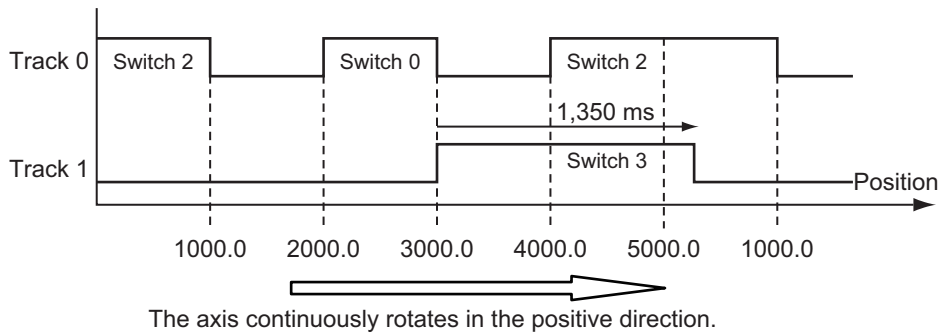 Track 0
Switch 2
Switch 0
Switch 2
1,350 ms
Track 1
Switch 3
Position
1000.0 2000.0 3000.0 4000.0 5000.0 1000.0
The axis continuously rotates in the positive direction.